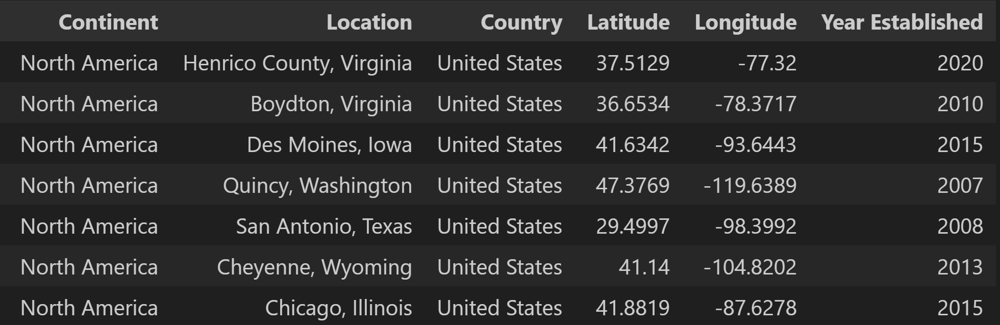 Continent Location Country Latitude Longitude Year Established
North America Henrico County, Virginia United States 37.5129 -77.32 2020
North America Boydton, Virginia United States 36.6534 -78.3717 2010
North America Des Moines, Iowa United States 41.6342 -93.6443 2015
North America Quincy, Washington United States 47.3769 -119.6389 2007
North America San Antonio, Texas United States 29.4997 -98.3992 2008
North America Cheyenne, Wyoming United States 41.14 -104.8202 2013
North America Chicago, Illinois United States 41.8819 -87.6278 2015